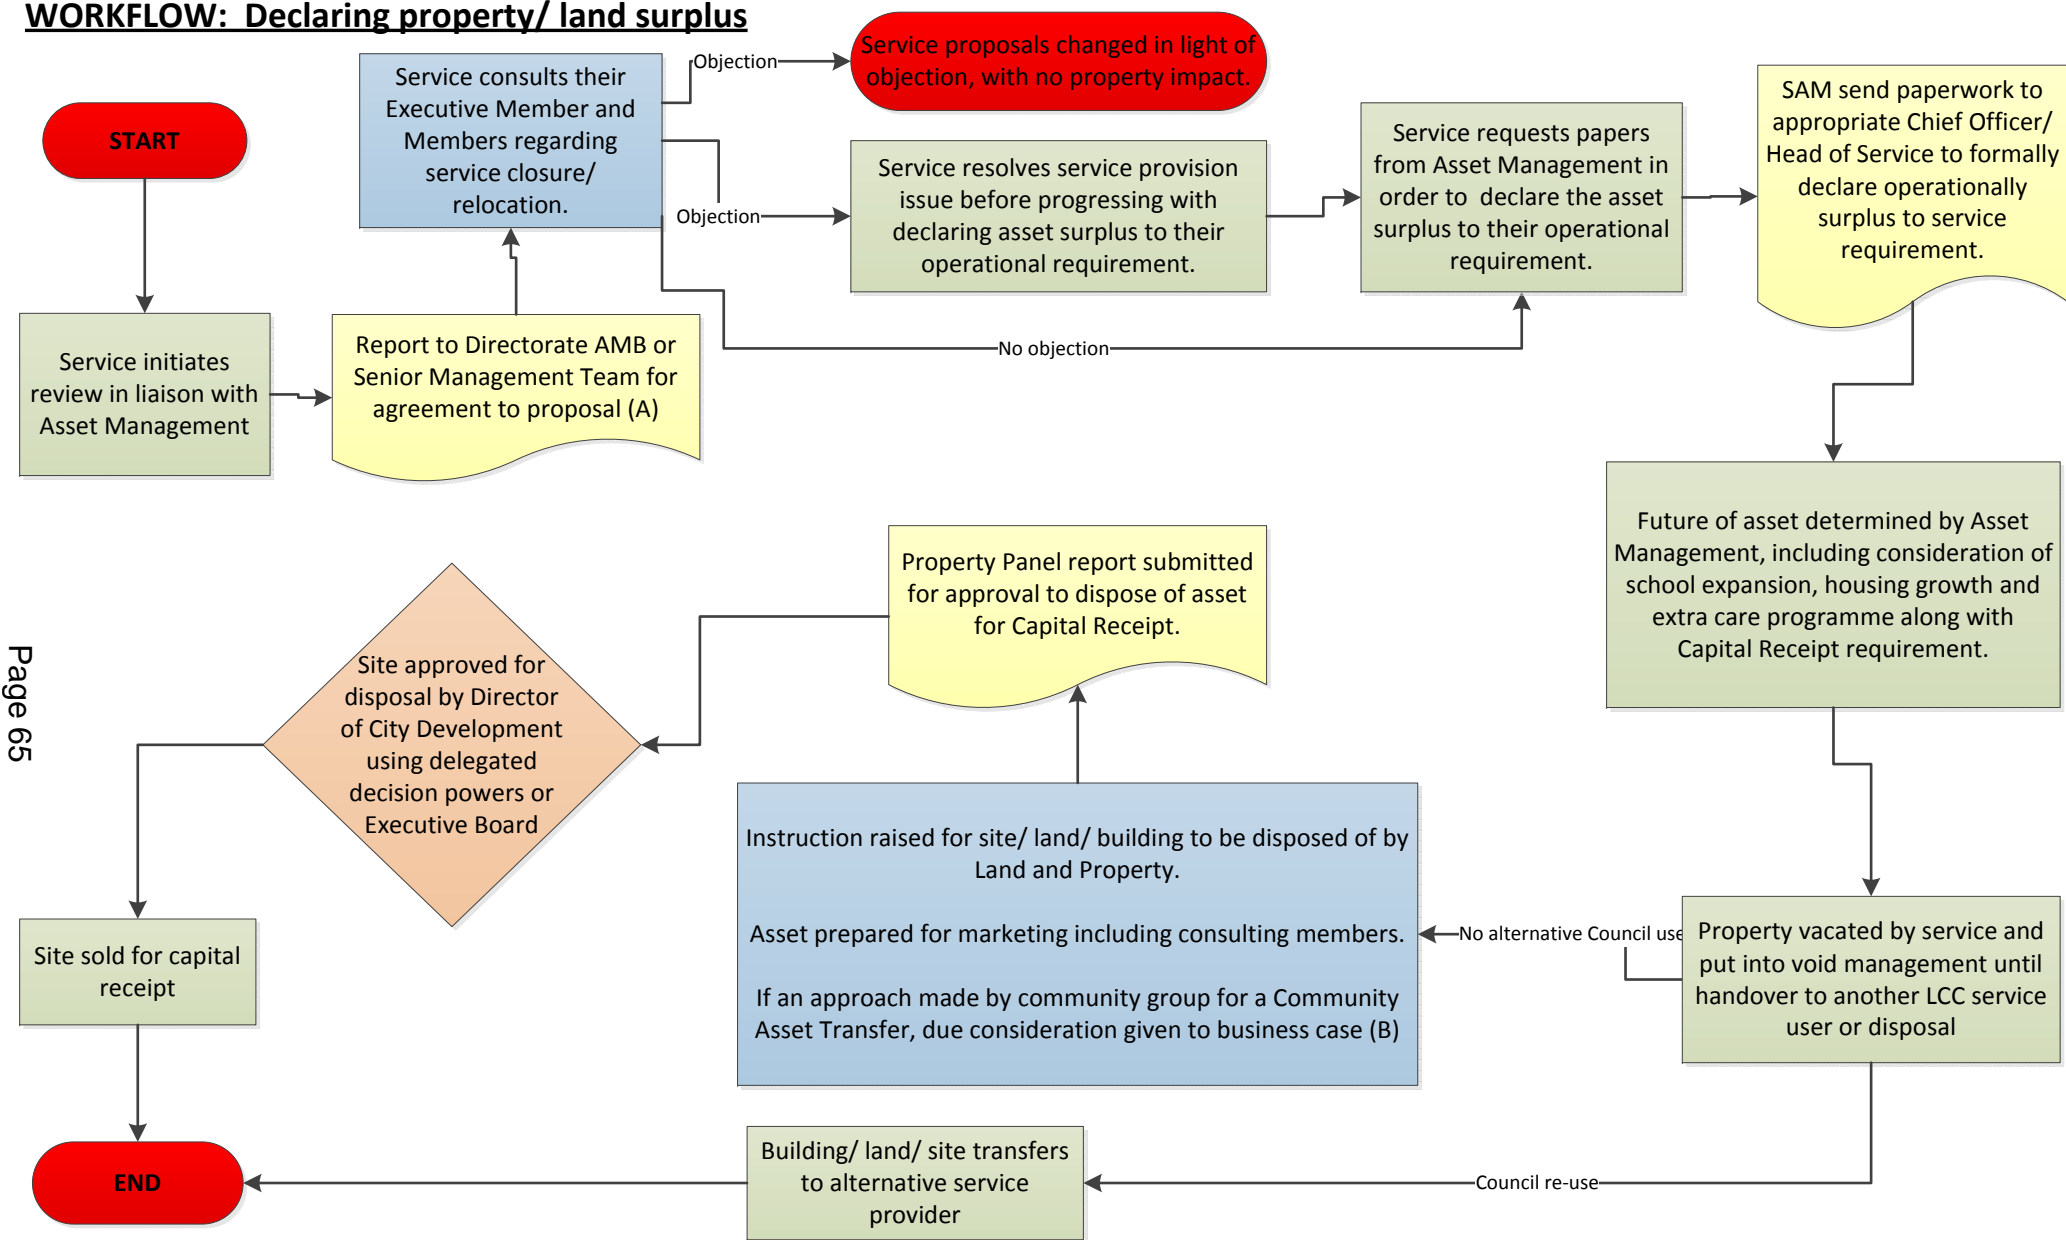 WORKFLOW: Declaring property/ land surplus
START
Service initiates
review in liaison with
Asset Management
Report to Directorate AMB or
Senior Management Team for
agreement to proposal (A)
Service consults their
Executive Member and
Members regarding
service closure/
relocation.
Objection
Service proposals changed in light of
objection, with no property impact.
Objection
Service resolves service provision
issue before progressing with
declaring asset surplus to their
operational requirement.
No objection
Service requests papers
from Asset Management in
order to declare the asset
surplus to their operational
requirement.
SAM send paperwork to
appropriate Chief Officer/
Head of Service to formally
declare operationally
surplus to service
requirement.
Future of asset determined by Asset
Management, including consideration of
school expansion, housing growth and
extra care programme along with
Capital Receipt requirement.
Property vacated by service and
put into void management until
handover to another LCC service
user or disposal
No alternative Council use
Instruction raised for site/ land/ building to be disposed of by
Land and Property.
Asset prepared for marketing including consulting members.
If an approach made by community group for a Community
Asset Transfer, due consideration given to business case (B)
Property Panel report submitted
for approval to dispose of asset
for Capital Receipt.
Site approved for
disposal by Director
of City Development
using delegated
decision powers or
Executive Board
Site sold for capital
receipt
Council re-use
Building/ land/ site transfers
to alternative service
provider
END
Page 65